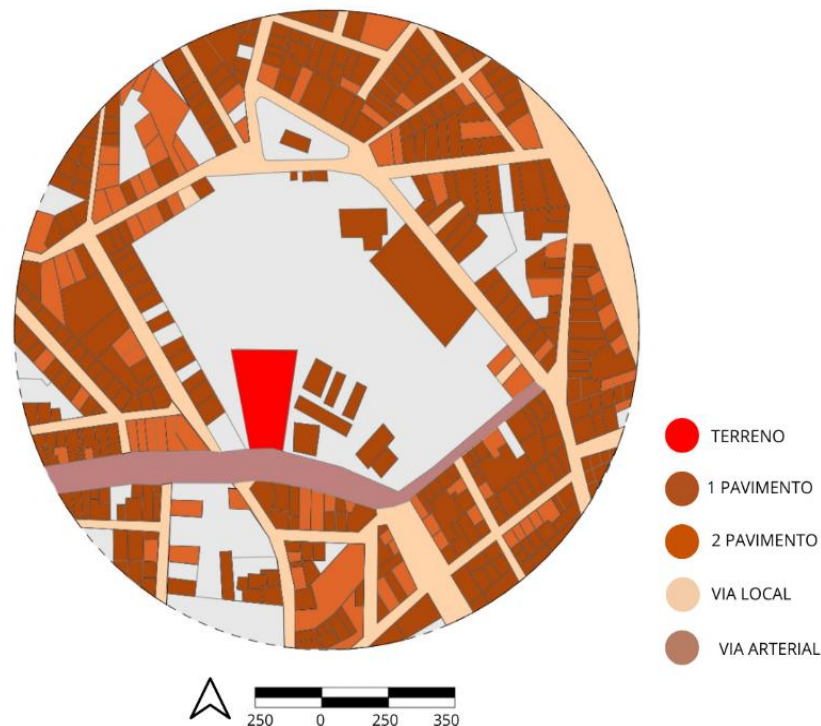 TERRENO
1 PAVIMENTO
2 PAVIMENTO
VIA LOCAL
VIA ARTERIAL
250 0 250 350